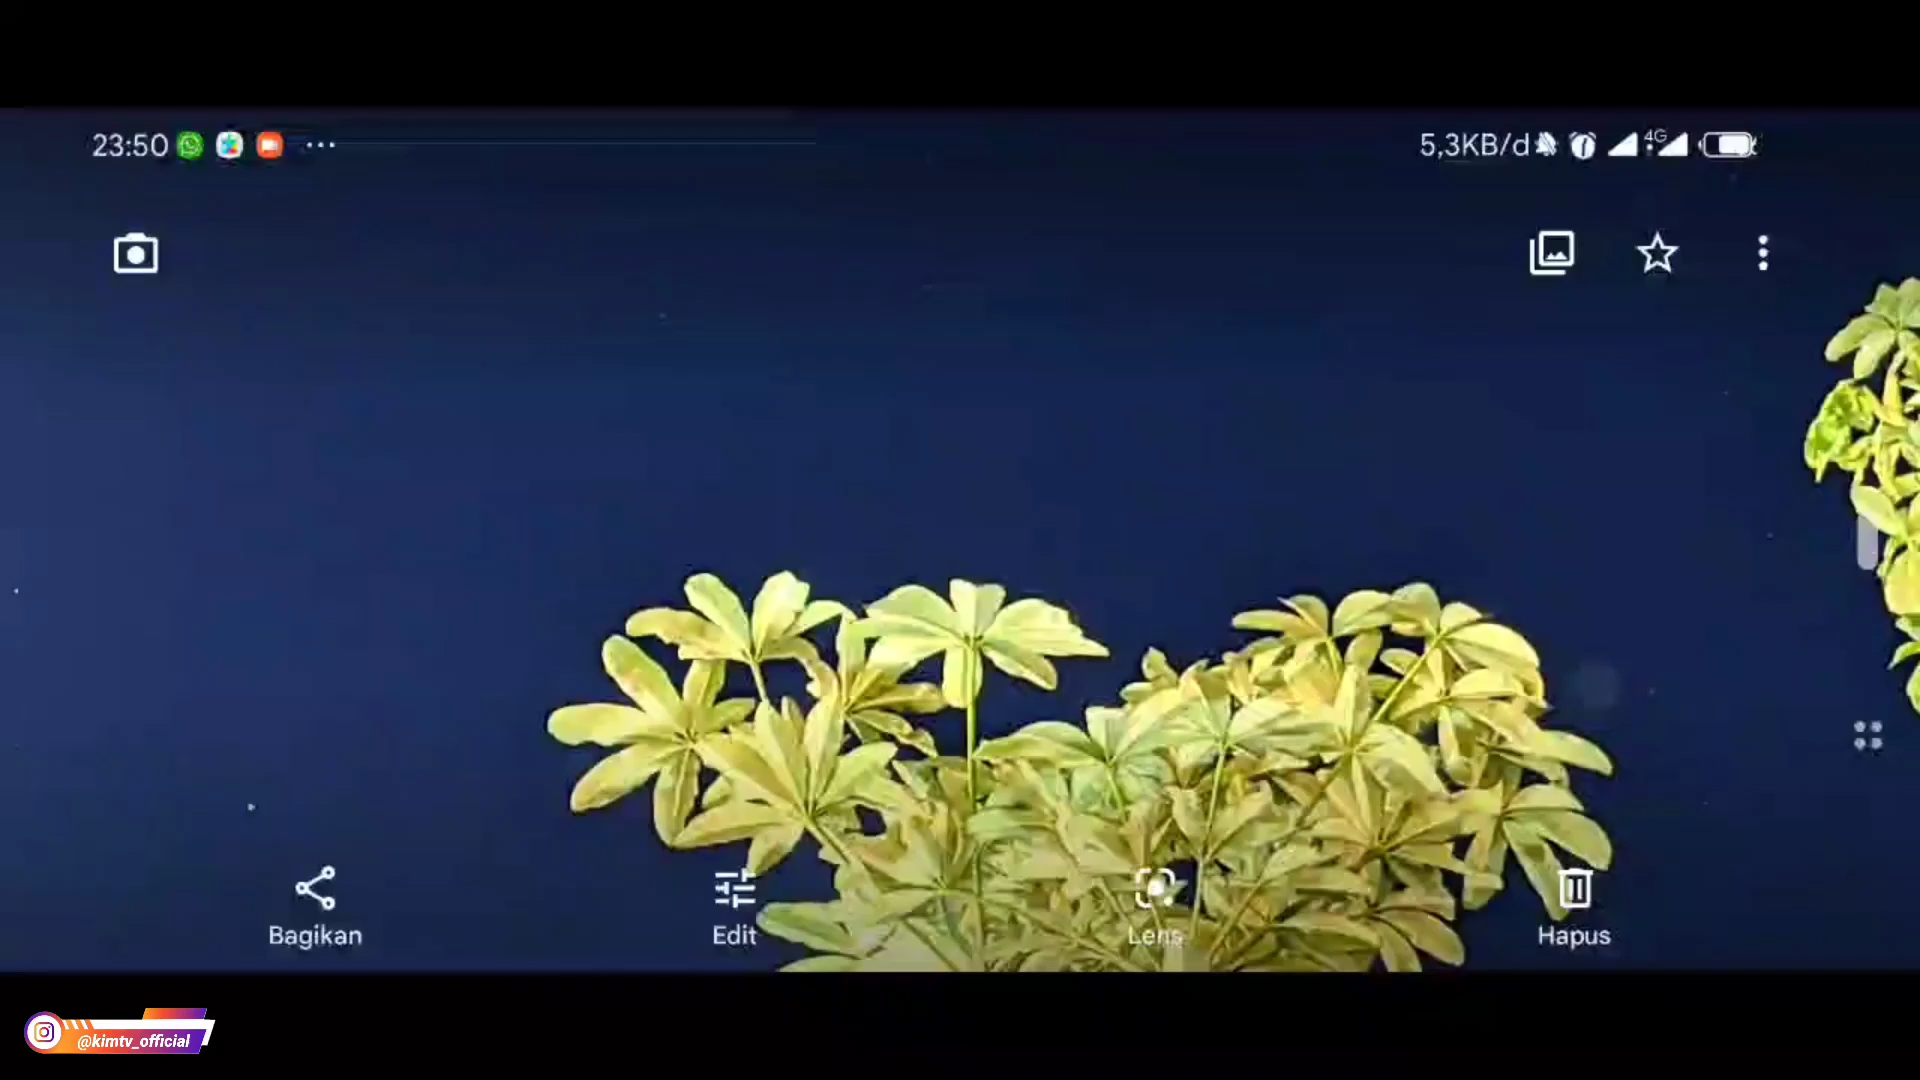 23:50
5,3KB/d
4G
Bagikan
Edit
Lens
Hapus
@kimtv_official